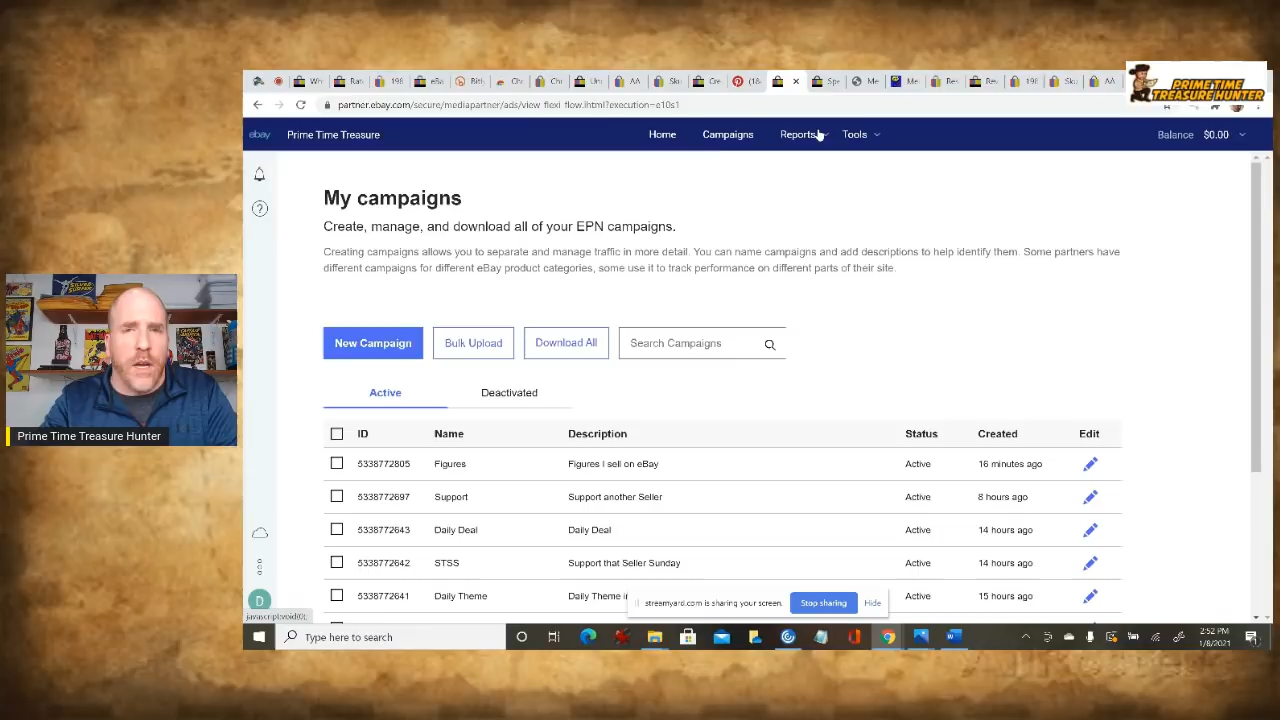 PRIME TIME
TREASURE HUNTER
partner.ebay.com/secure/
ebay Prime Time Treasure Home Campaigns Reports Tools Balance $0.00
My campaigns
Create, manage, and download all of your EPN campaigns.
Creating campaigns allows you to separate and manage traffic in more detail. You can name campaigns and add descriptions to help identify them. Some partners have
different campaigns for different eBay product categories, some use it to track performance on different parts of their site.
New Campaign Bulk Upload Download All Search Campaigns
Active Deactivated
ID Name Description Status Created Edit
5338772805 Figures Figures I sell on eBay Active 16 minutes ago
5338772697 Support Support another Seller Active 8 hours ago
5338772643 Daily Deal Daily Deal Active 14 hours ago
5338772642 STSS Support that Seller Sunday Active 14 hours ago
5338772641 Daily Theme Daily Theme Active 15 hours ago
streamyard.com is sharing your screen. Stop sharing Hide
D
javascript:void(0);
Type here to search
2:52 PM
1/8/2021
SILVER
SURFER
Prime Time Treasure Hunter